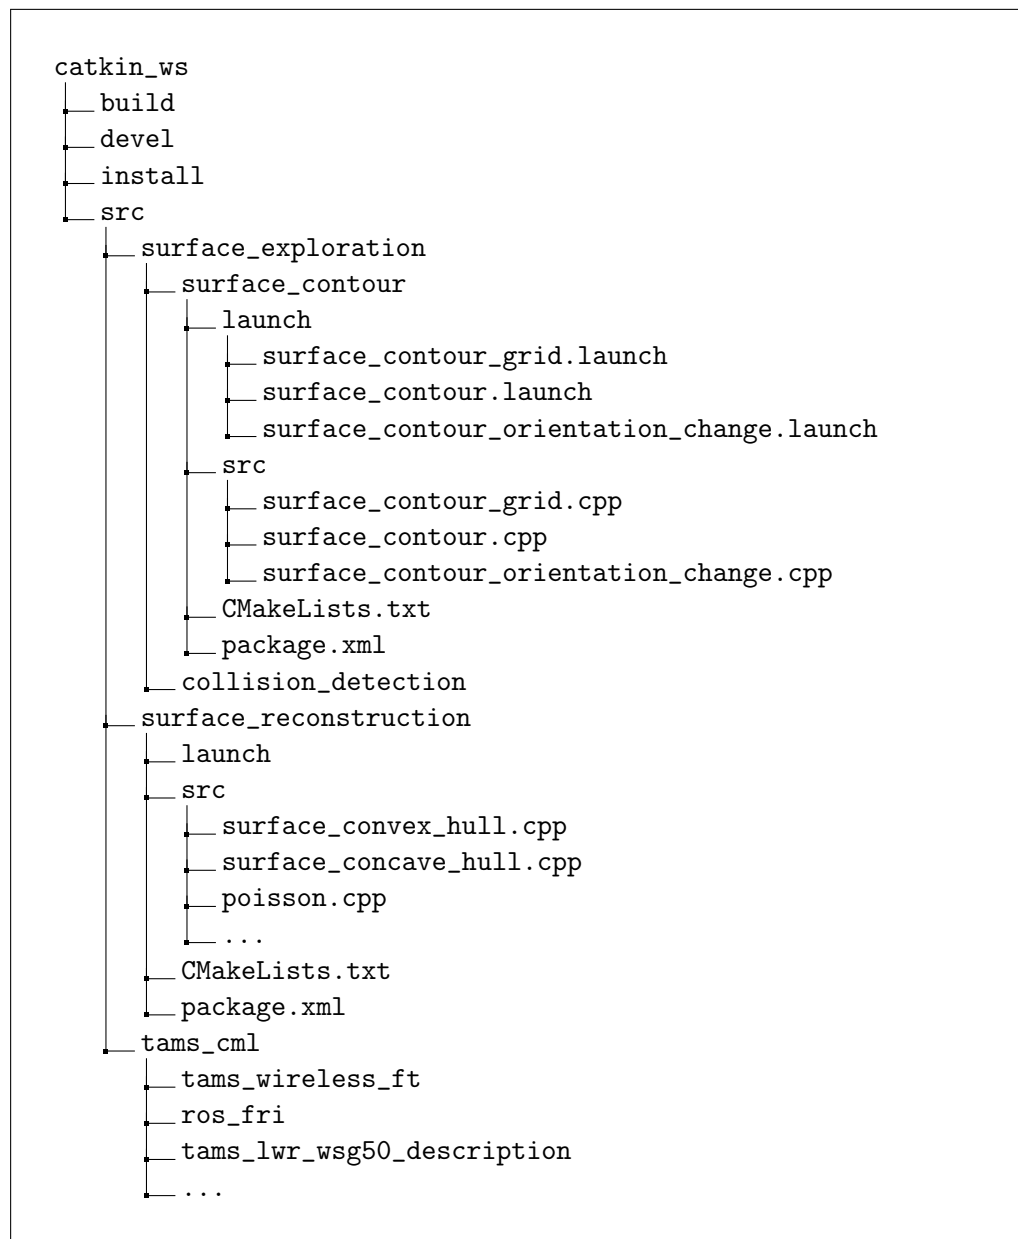 catkin_ws
build
devel
install
src
surface_exploration
surface_contour
launch
surface_contour_grid.launch
surface_contour.launch
surface_contour_orientation_change.launch
src
surface_contour_grid.cpp
surface_contour.cpp
surface_contour_orientation_change.cpp
CMakeLists.txt
package.xml
collision_detection
surface_reconstruction
launch
src
surface_convex_hull.cpp
surface_concave_hull.cpp
poisson.cpp
...
CMakeLists.txt
package.xml
tams_cml
tams_wireless_ft
ros_fri
tams_lwr_wsg50_description
...